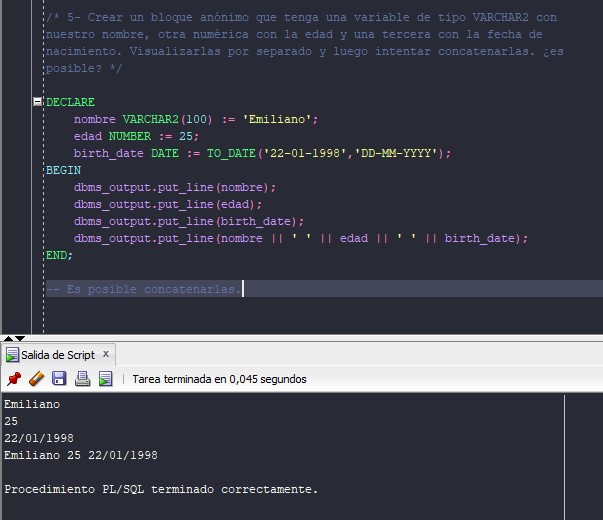 /* 5- Crear un bloque anónimo que tenga una variable de tipo VARCHAR2 con
nuestro nombre, otra numérica con la edad y una tercera con la fecha de
nacimiento. Visualizarlas por separado y luego intentar concatenarlas. ¿es
posible? */
DECLARE
nombre VARCHAR2(100) := 'Emiliano';
edad NUMBER := 25;
birth_date DATE := TO_DATE('22-01-1998','DD-MM-YYYY');
BEGIN
dbms_output.put_line(nombre);
dbms_output.put_line(edad);
dbms_output.put_line(birth_date);
dbms_output.put_line(nombre || ' ' || edad || ' ' || birth_date);
END;
-- Es posible concatenarlas.
Salida de Script x
Tarea terminada en 0,045 segundos
Emiliano
25
22/01/1998
Emiliano 25 22/01/1998
Procedimiento PL/SQL terminado correctamente.